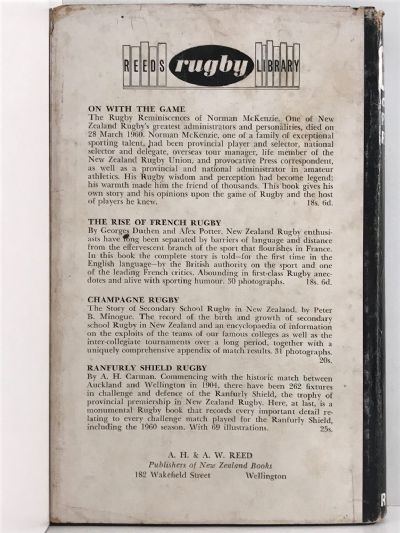 REEDS rugby LIBRARY
ON WITH THE GAME
The Rugby Reminiscences of Norman McKenzie. One of New
Zealand Rugby's greatest administrators and personalities, died on
28 March 1960. Norman McKenzie, one of a family of exceptional
sporting talent, had been provincial player and selector, national
selector and delegate, overseas tour manager, life member of the
New Zealand Rugby Union, and provocative Press correspondent,
as well as a provincial and national administrator in amateur
athletics. His Rugby wisdom and perception had become legend;
his warmth made him the friend of thousands. This book gives his
own story and his opinions upon the game of Rugby and the host
of players he knew. 18s. 6d.
THE RISE OF FRENCH RUGBY
By Georges Duthen and Alex Potter. New Zealand Rugby enthusi-
asts have long been separated by barriers of language and distance
from the effervescent branch of the sport that flourishes in France.
In this book the complete story is told—for the first time in the
English language—by the British authority on the sport and one
of the leading French critics. Abounding in first-class Rugby anec-
dotes and alive with sporting humour. 50 photographs. 18s. 6d.
CHAMPAGNE RUGBY
The Story of Secondary School Rugby in New Zealand, by Peter
B. Minogue. The record of the birth and growth of secondary
school Rugby in New Zealand and an encyclopaedia of information
on the exploits of the teams of our famous colleges as well as the
inter-collegiate tournaments over a long period, together with a
uniquely comprehensive appendix of match results. 31 photographs.
20s.
RANFURLY SHIELD RUGBY
By A. H. Carman. Commencing with the historic match between
Auckland and Wellington in 1904, there have been 262 fixtures
in challenge and defence of the Ranfurly Shield, the trophy of
provincial premiership in New Zealand Rugby. Here, at last, is a
monumental Rugby book that records every important detail re-
lating to every challenge match played for the Ranfurly Shield,
including the 1960 season. With 69 illustrations. 25s.
A. H. & A. W. REED
Publishers of New Zealand Books
182 Wakefield Street Wellington
R